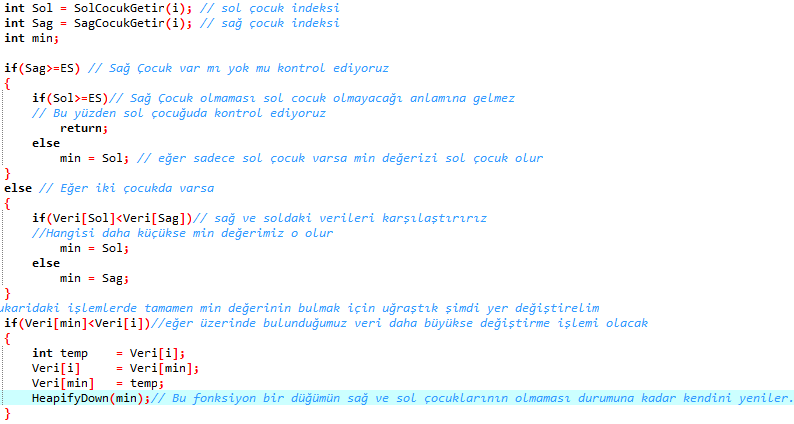 int Sol = SolCocukGetir(i); // sol çocuk indeksi
int Sag = SagCocukGetir(i); // sağ çocuk indeksi
int min;
if(Sag>=ES) // Sağ Çocuk var mı yok mu kontrol ediyoruz
{
if(Sol>=ES)// Sağ Çocuk olmaması sol cocuk olmayacağı anlamına gelmez
// Bu yüzden sol çocuğuda kontrol ediyoruz
return;
else
min = Sol; // eğer sadece sol çocuk varsa min değerizi sol çocuk olur
}
else // Eğer iki çocukda varsa
{
if(Veri[Sol]<Veri[Sag])// sağ ve soldaki verileri karşılaştırırız
//Hangisi daha küçükse min değerimiz o olur
min = Sol;
else
min = Sag;
}
ukaridaki işlemlerde tamamen min değerinin bulmak için uğraştık şimdi yer değiştirelim
if(Veri[min]<Veri[i])//eğer üzerinde bulunduğumuz veri daha büyükse değiştirme işlemi olacak
{
int temp = Veri[i];
Veri[i] = Veri[min];
Veri[min] = temp;
HeapifyDown(min);// Bu fonksiyon bir düğümün sağ ve sol çocuklarının olmaması durumuna kadar kendini yeniler.
}